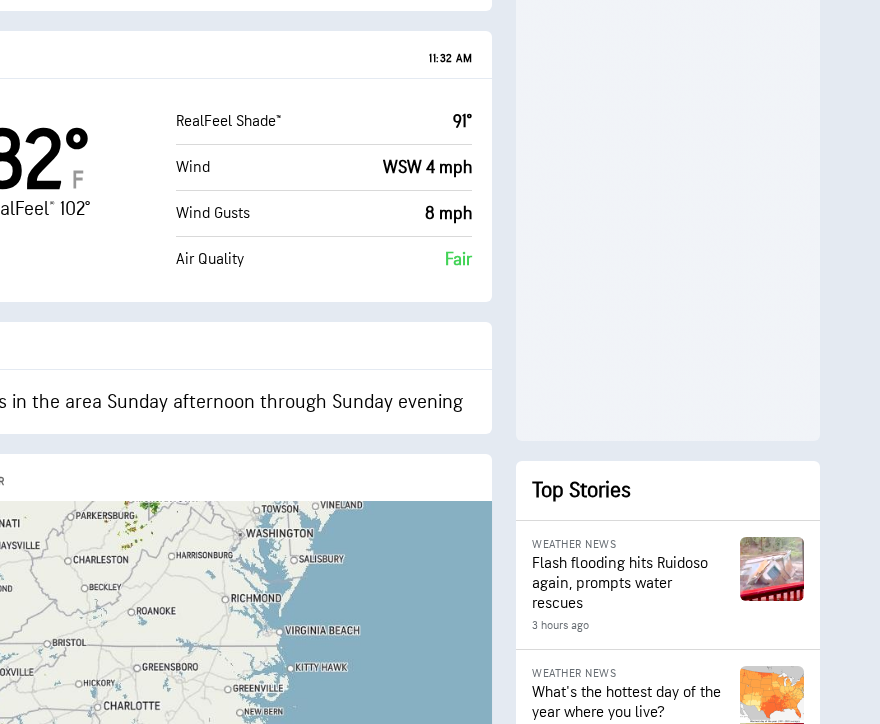 11:32 AM
82°
F
alFeel® 102°
RealFeel Shade™
91°
Wind
WSW 4 mph
Wind Gusts
8 mph
Air Quality
Fair
s in the area Sunday afternoon through Sunday evening
R
NATI
PARKERSBURG
TOWSON
VINELAND
WASHINGTON
AYSVILLE
CHARLESTON
HARRISONBURG
SALISBURY
OND
BECKLEY
RICHMOND
ROANOKE
VIRGINIA BEACH
BRISTOL
OXVILLE
GREENSBORO
KITTY HAWK
HICKORY
GREENVILLE
CHARLOTTE
NEW BERN
Top Stories
WEATHER NEWS
Flash flooding hits Ruidoso
again, prompts water
rescues
3 hours ago
WEATHER NEWS
What's the hottest day of the
year where you live?